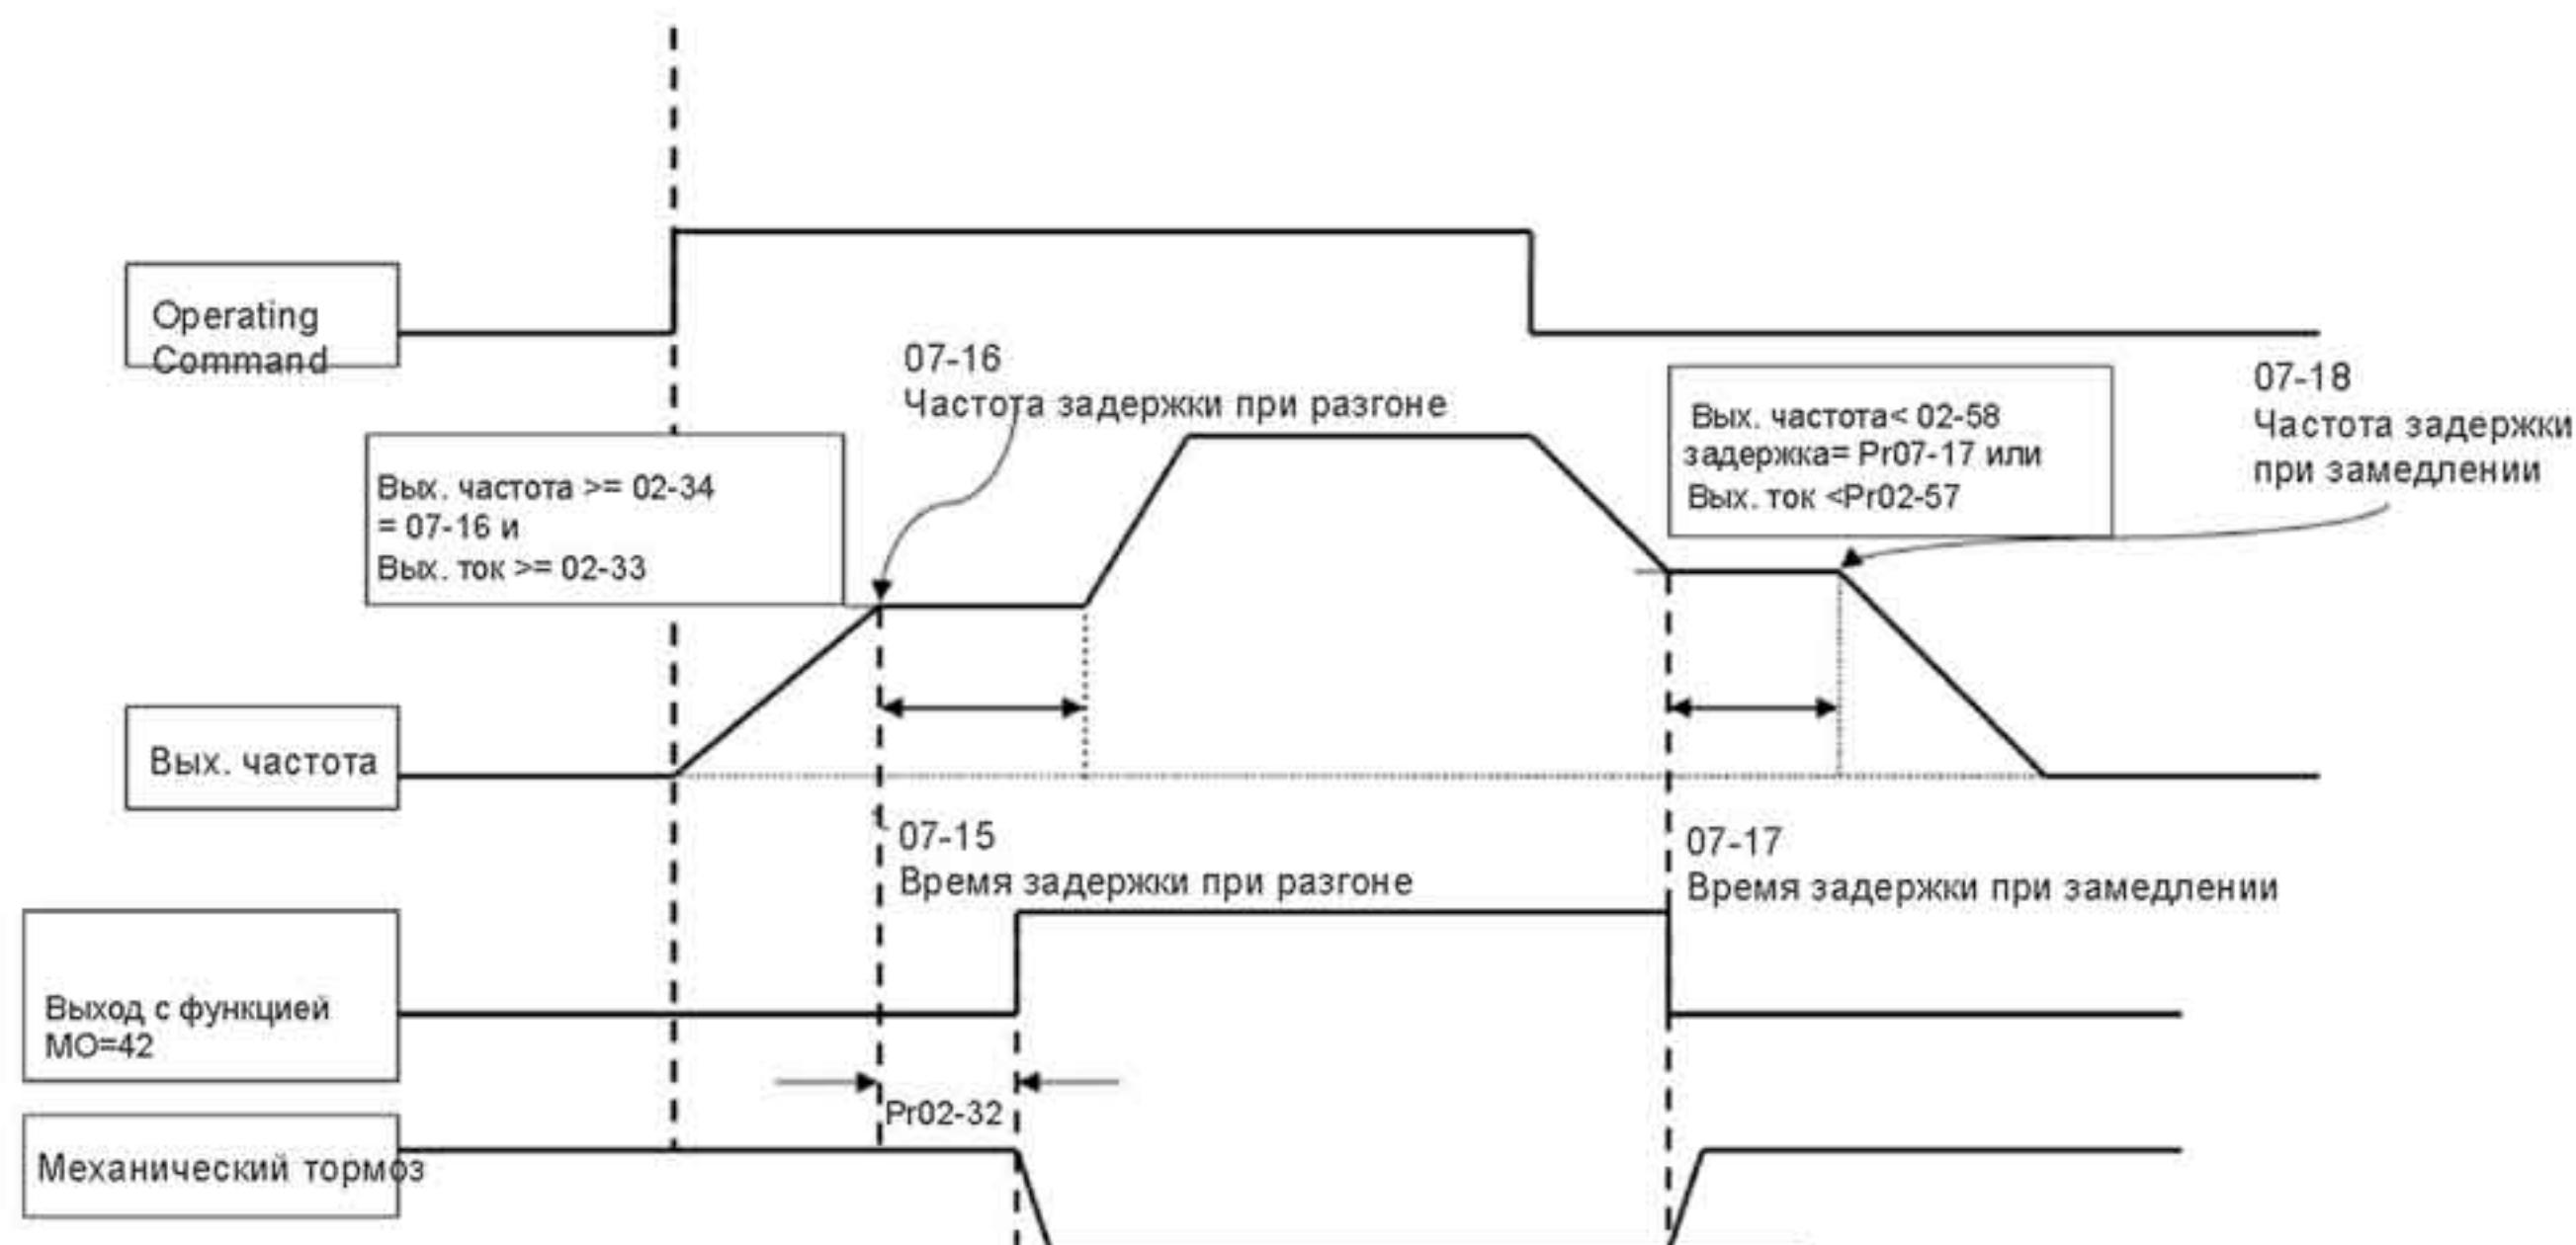 Operating
Command
07-16
Частота задержки при разгоне
Вых. частота >= 02-34
= 07-16 и
Вых. ток >= 02-33
Вых. частота< 02-58
задержка= Pr07-17 или
Вых. ток <Pr02-57
07-18
Частота задержки
при замедлении
Вых. частота
07-15
Время задержки при разгоне
07-17
Время задержки при замедлении
Выход с функцией
МО=42
Pr02-32
Механический тормоз